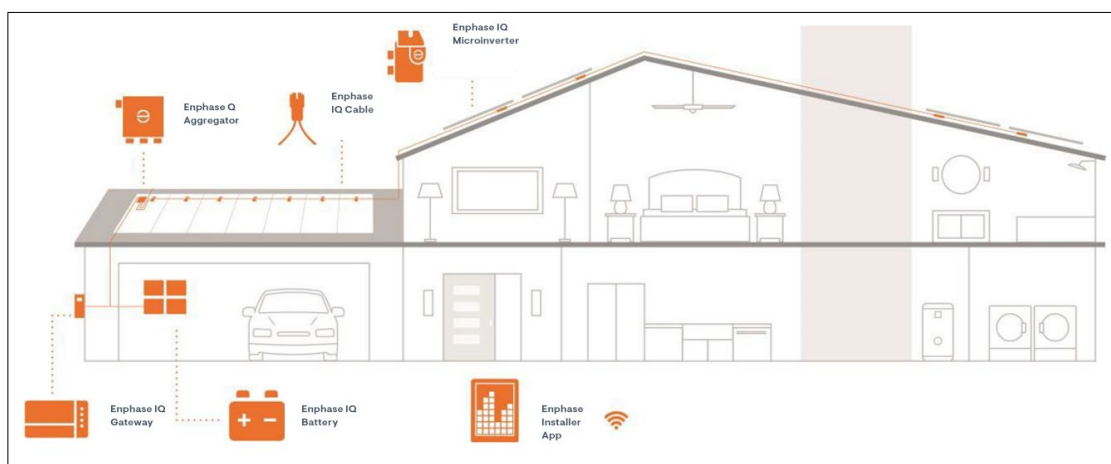 Enphase IQ
Microinverter
Enphase Q
Aggregator
Enphase
IQ Cable
Enphase IQ
Gateway
Enphase IQ
Battery
Enphase
Installer
App